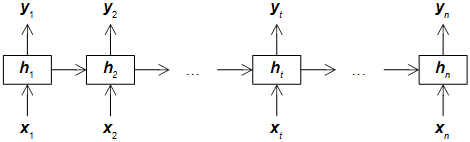 y1 y2 yt yn
h1 h2 ... ht ... hn
x1 x2 xt xn